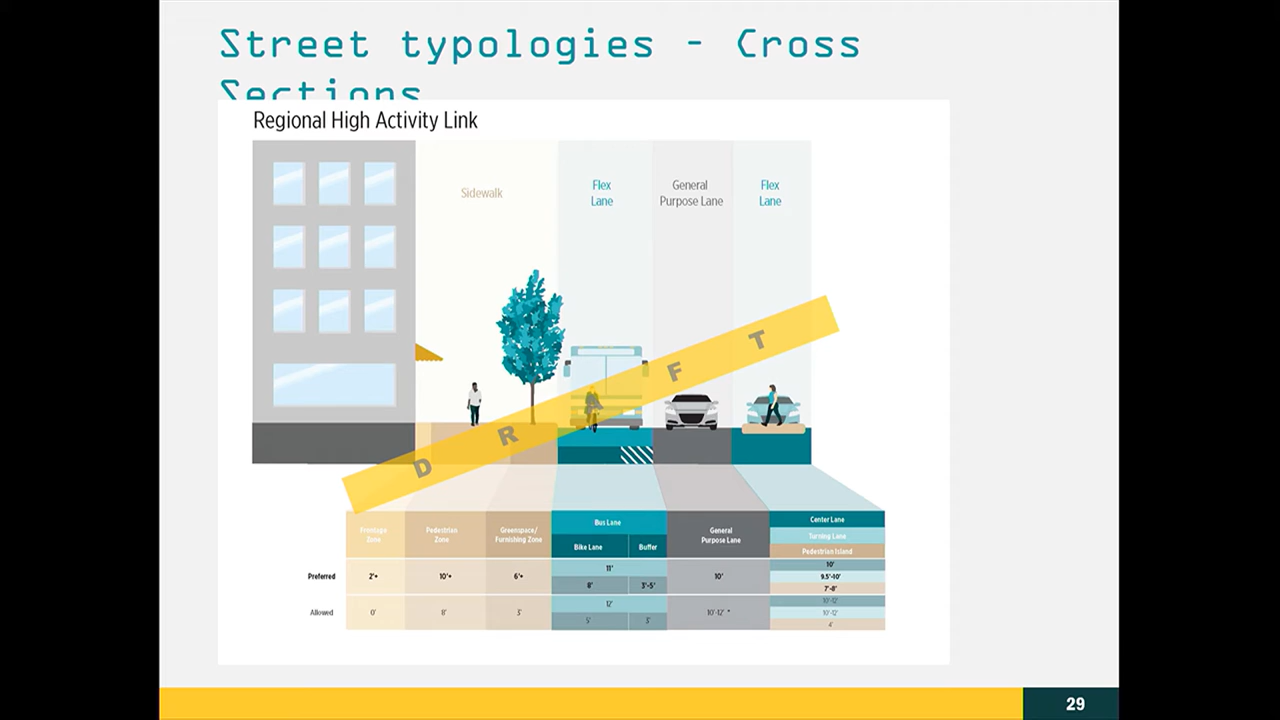 Street typologies - Cross
Sections
Regional High Activity Link
Sidewalk
Flex
Lane
General
Purpose Lane
Flex
Lane
D R F T
Frontage
Zone
Pedestrian
Zone
Greenspace/
Furnishing Zone
Bus Lane
Bike Lane
Buffer
General
Purpose Lane
Center Lane
Turning Lane
Pedestrian Island
Preferred
2'+
10'+
6'+
11'
8'
3'-5'
10'
10'
9.5'-10'
7'-8'
Allowed
0'
8'
3'
12'
5'
3'
10'-12' *
10'-12'
10'-12'
4'
29